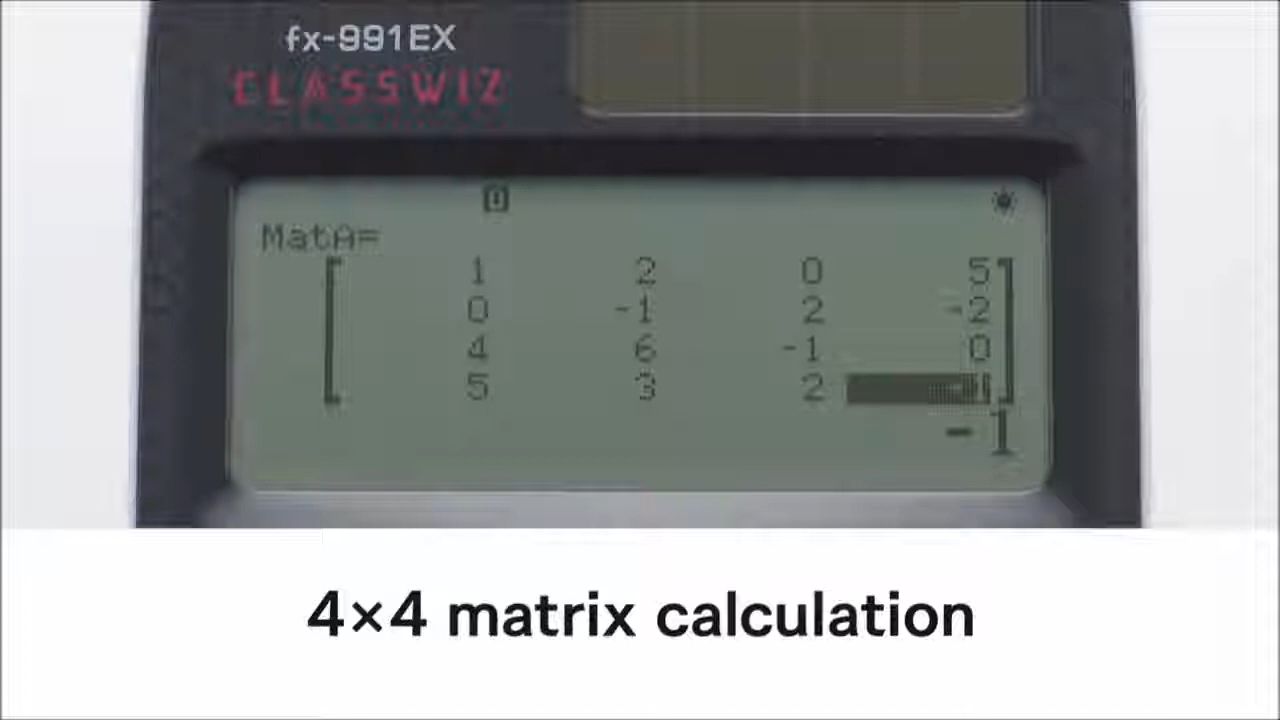 fx-991EX
CLASSWIZ
MatA=
1 2 0 5
0 -1 2 -2
4 6 -1 0
5 3 2
-1
4×4 matrix calculation